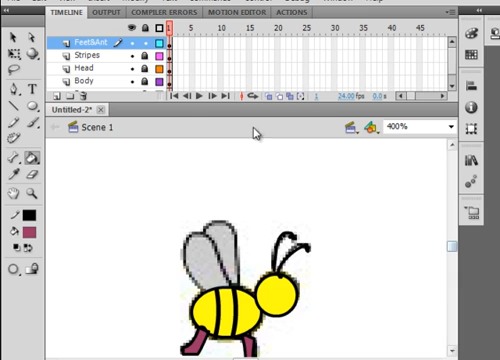 TIMELINE OUTPUT COMPILER ERRORS MOTION EDITOR ACTIONS
1 5 10 15 20 25 30 35 40 45
Feet&Ant
Stripes
Head
Body
1 24.00 fps 0.0 s
Untitled-2*
Scene 1 400%